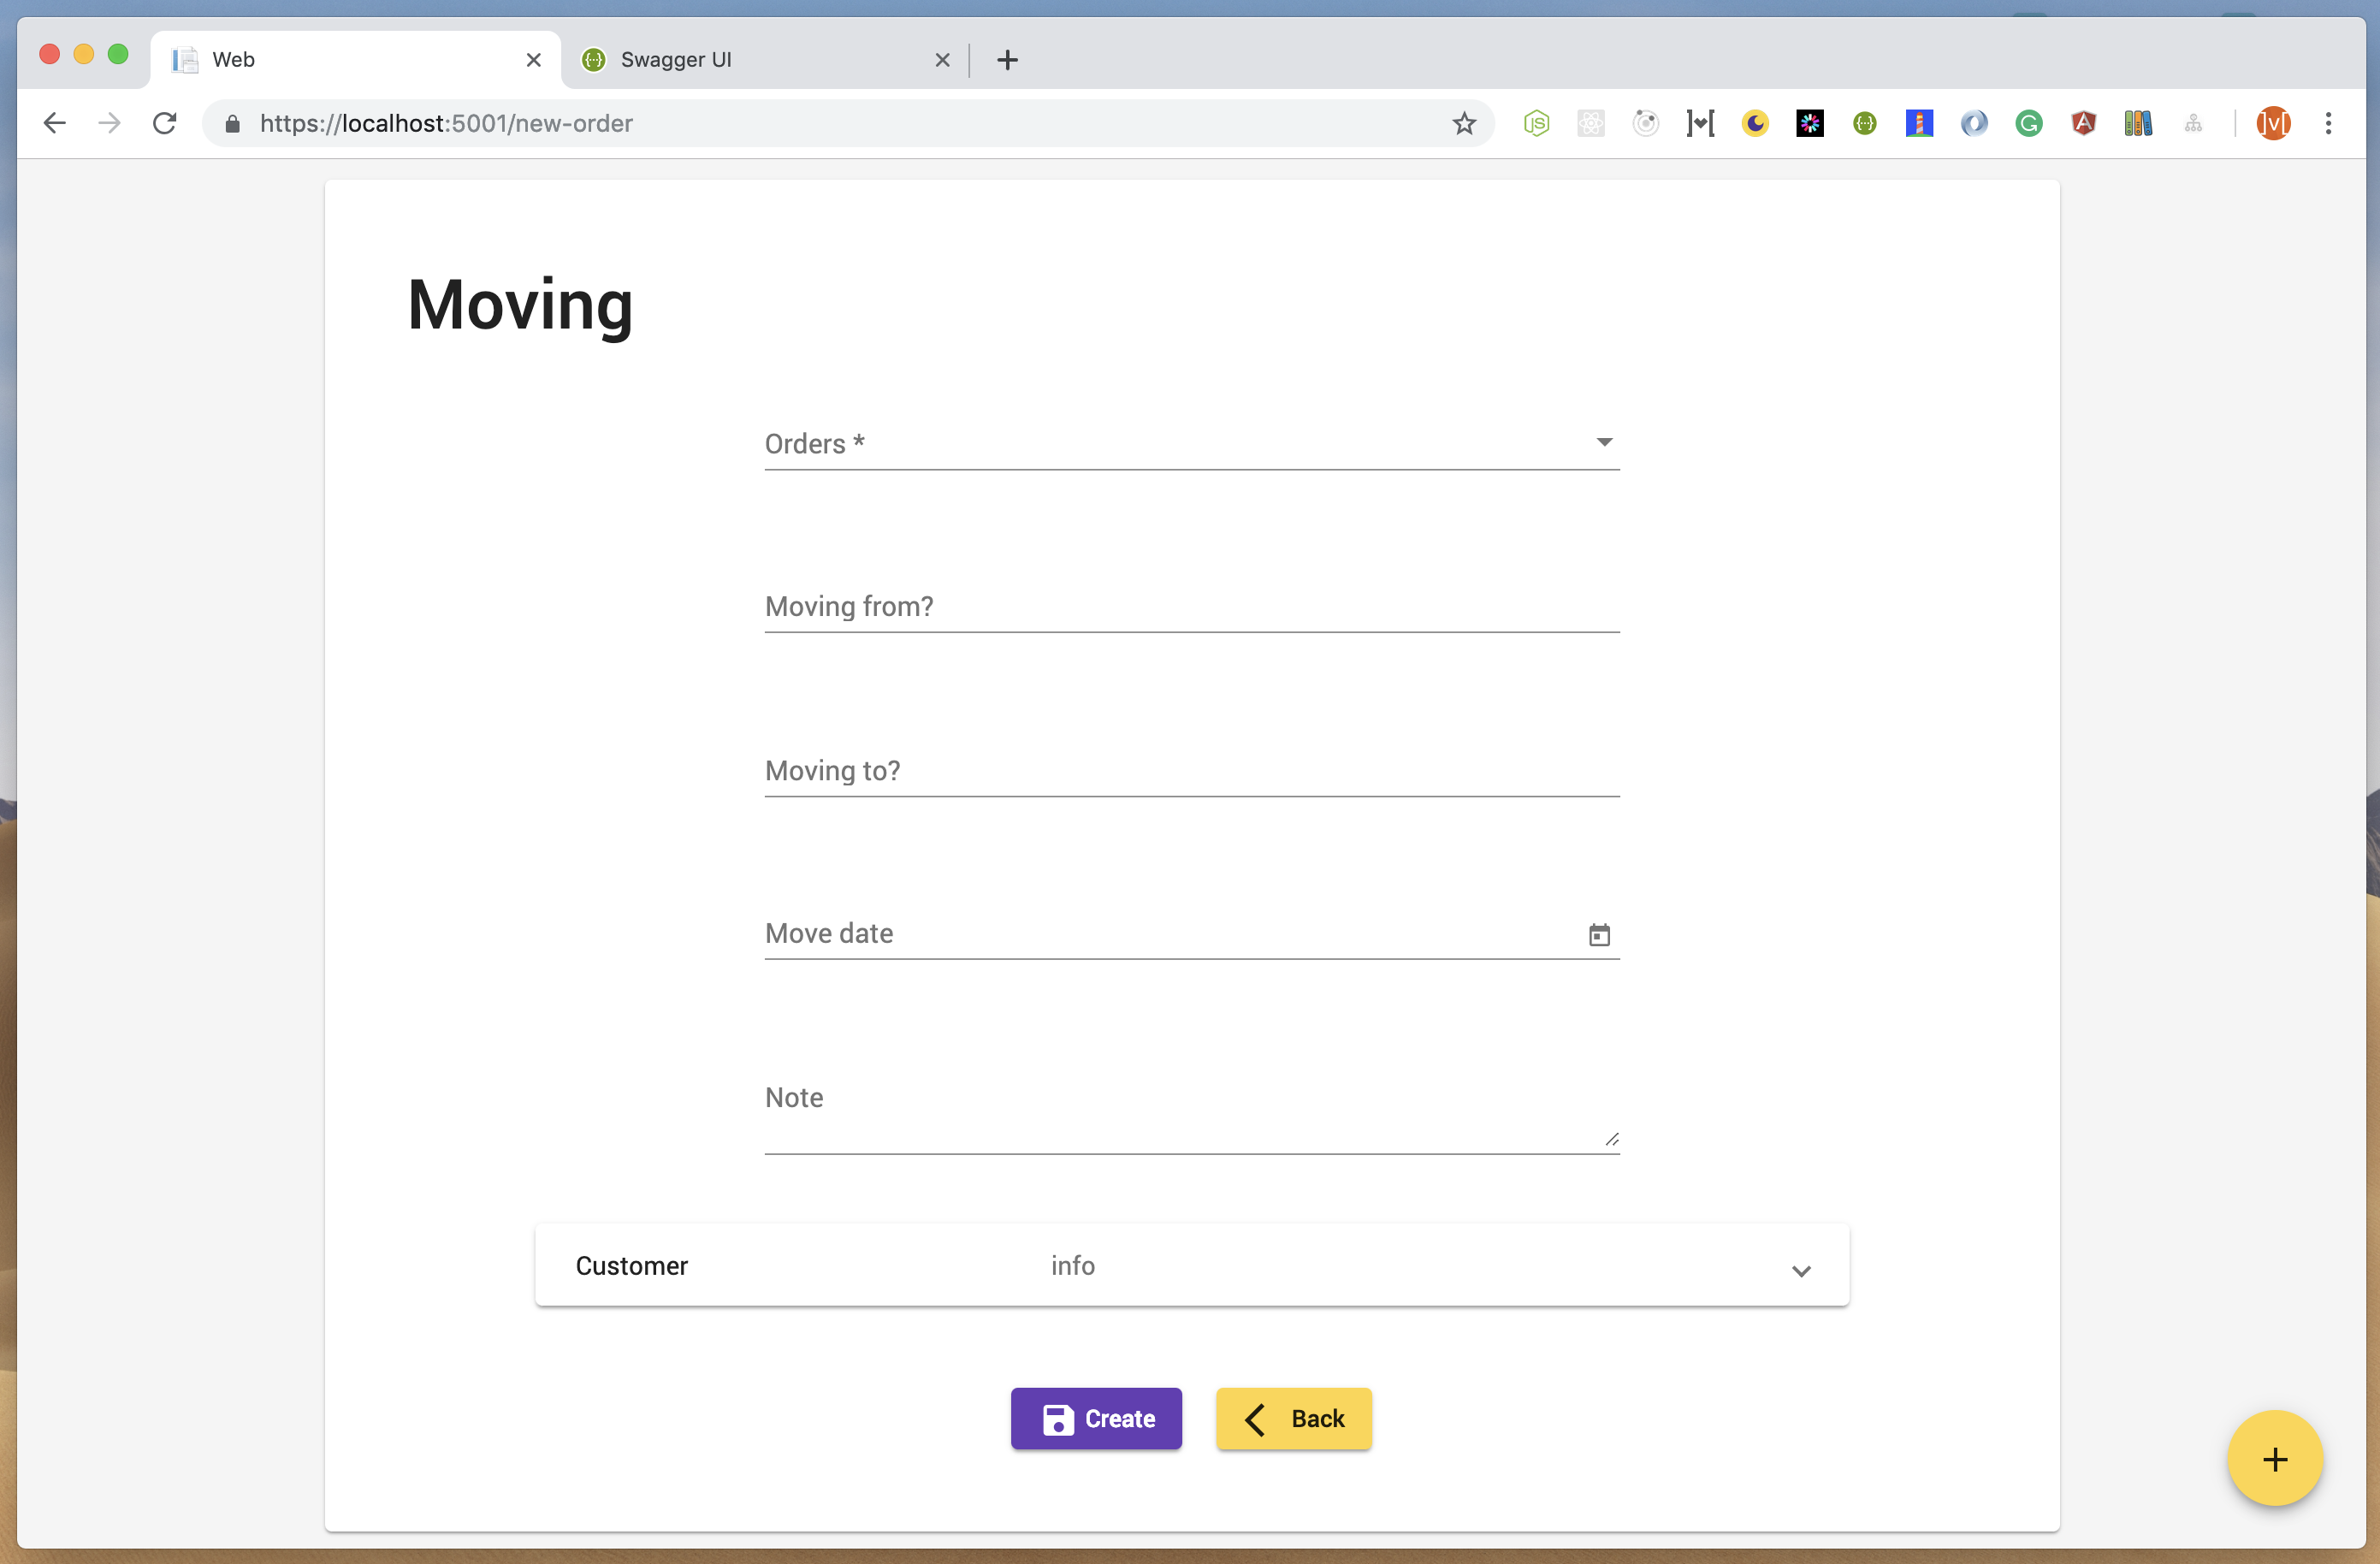 Web
Swagger UI
https://localhost:5001/new-order
Moving
Orders *
Moving from?
Moving to?
Move date
Note
Customer info
Create
Back